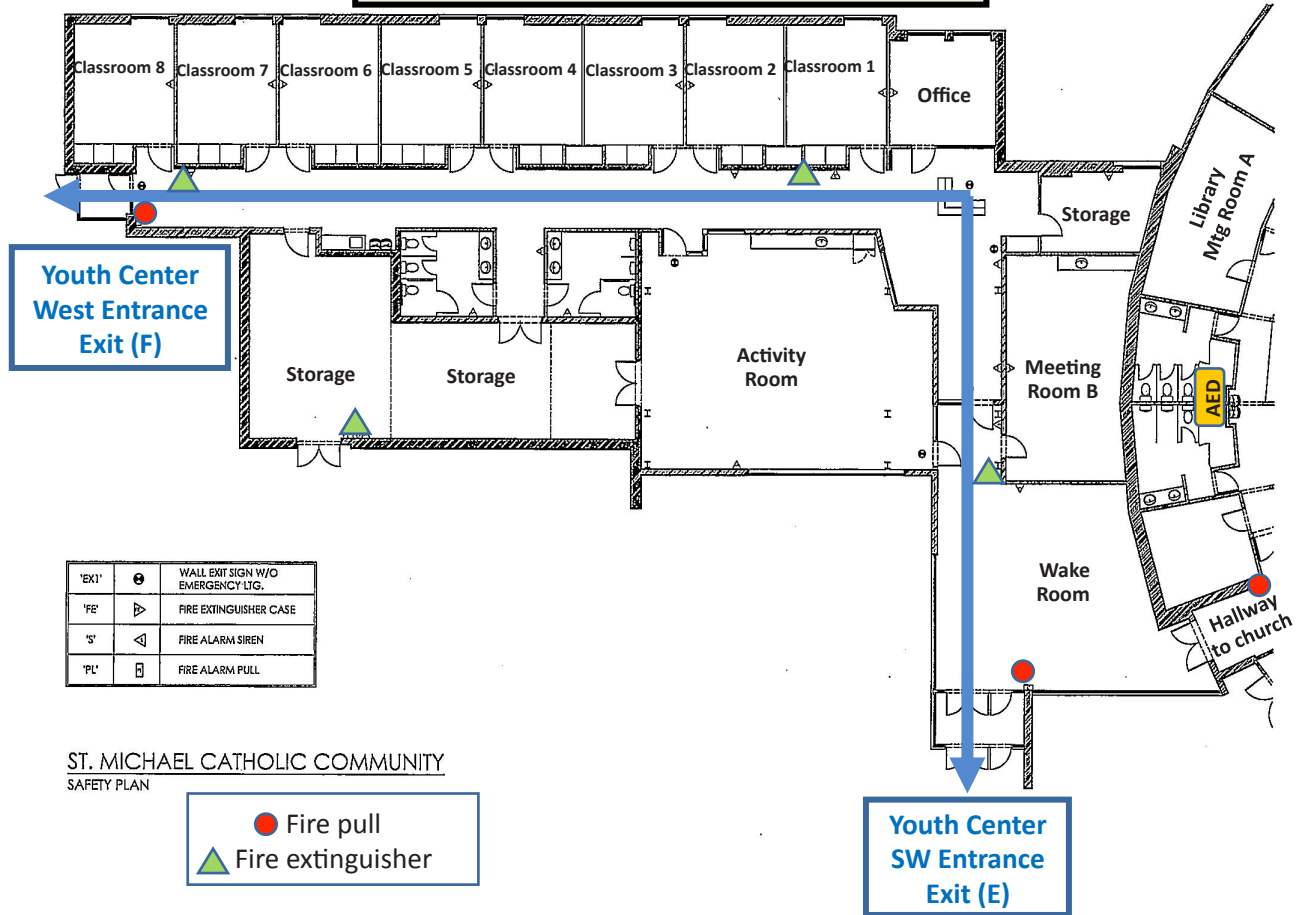 Classroom 8
Classroom 7
Classroom 6
Classroom 5
Classroom 4
Classroom 3
Classroom 2
Classroom 1
Office
Library
Mtg Room A
Storage
Youth Center
West Entrance
Exit (F)
Storage
Storage
Activity
Room
Meeting
Room B
AED
Wake
Room
Hallway
to church
'EX1' WALL EXIT SIGN W/O
EMERGENCY LTG.
'FE' FIRE EXTINGUISHER CASE
'S' FIRE ALARM SIREN
'PL' FIRE ALARM PULL
ST. MICHAEL CATHOLIC COMMUNITY
SAFETY PLAN
Fire pull
Fire extinguisher
Youth Center
SW Entrance
Exit (E)